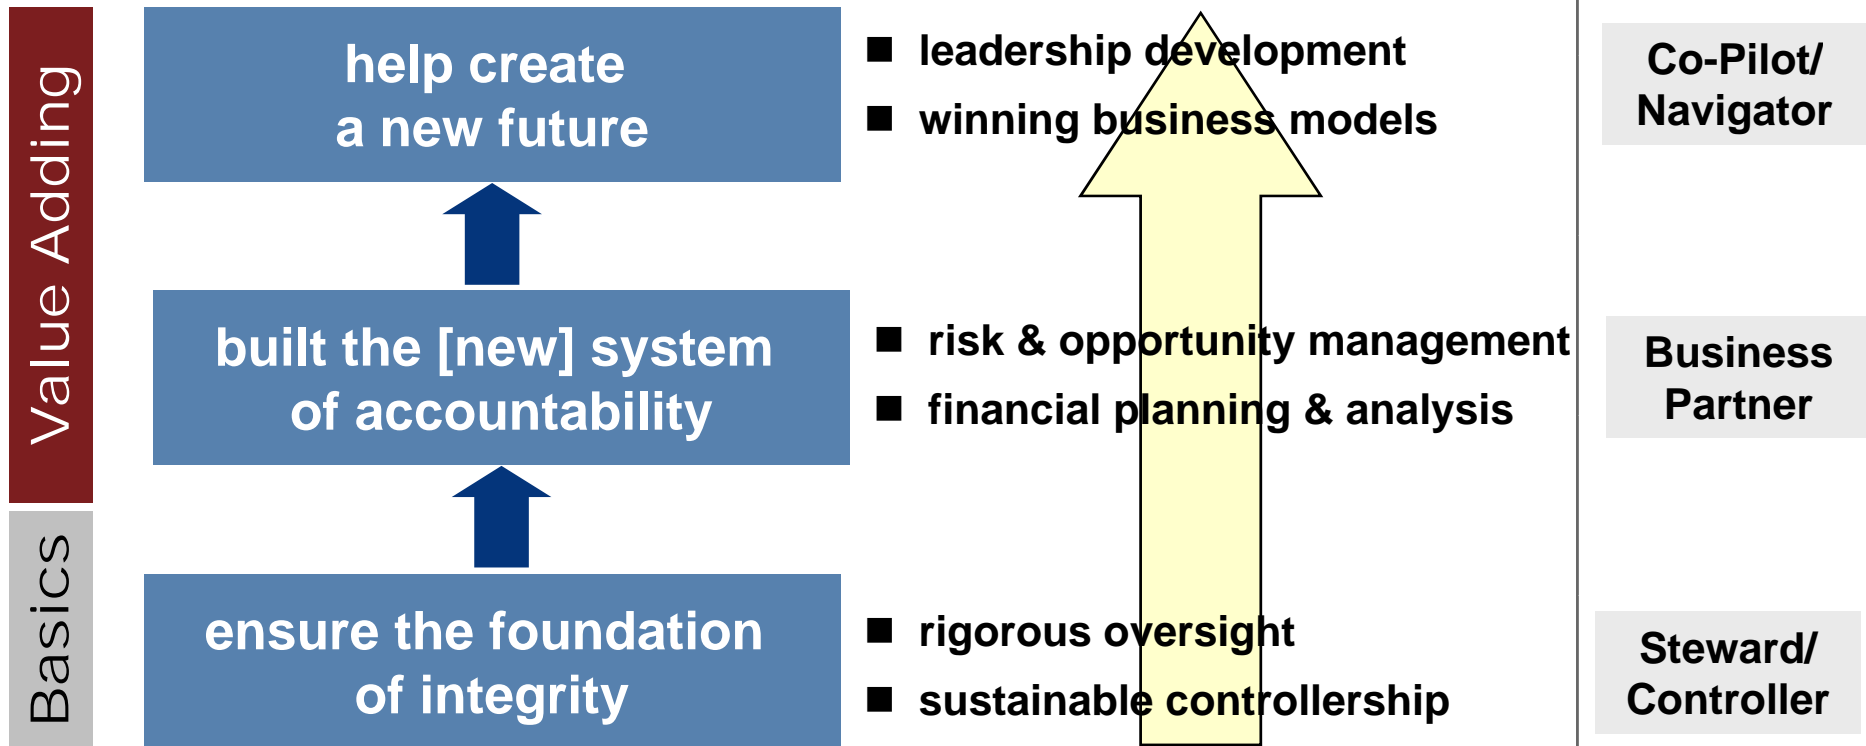 Value Adding
help create
a new future
■ leadership development
■ winning business models
Co-Pilot/
Navigator
built the [new] system
of accountability
■ risk & opportunity management
■ financial planning & analysis
Business
Partner
Basics
ensure the foundation
of integrity
■ rigorous oversight
■ sustainable controllership
Steward/
Controller